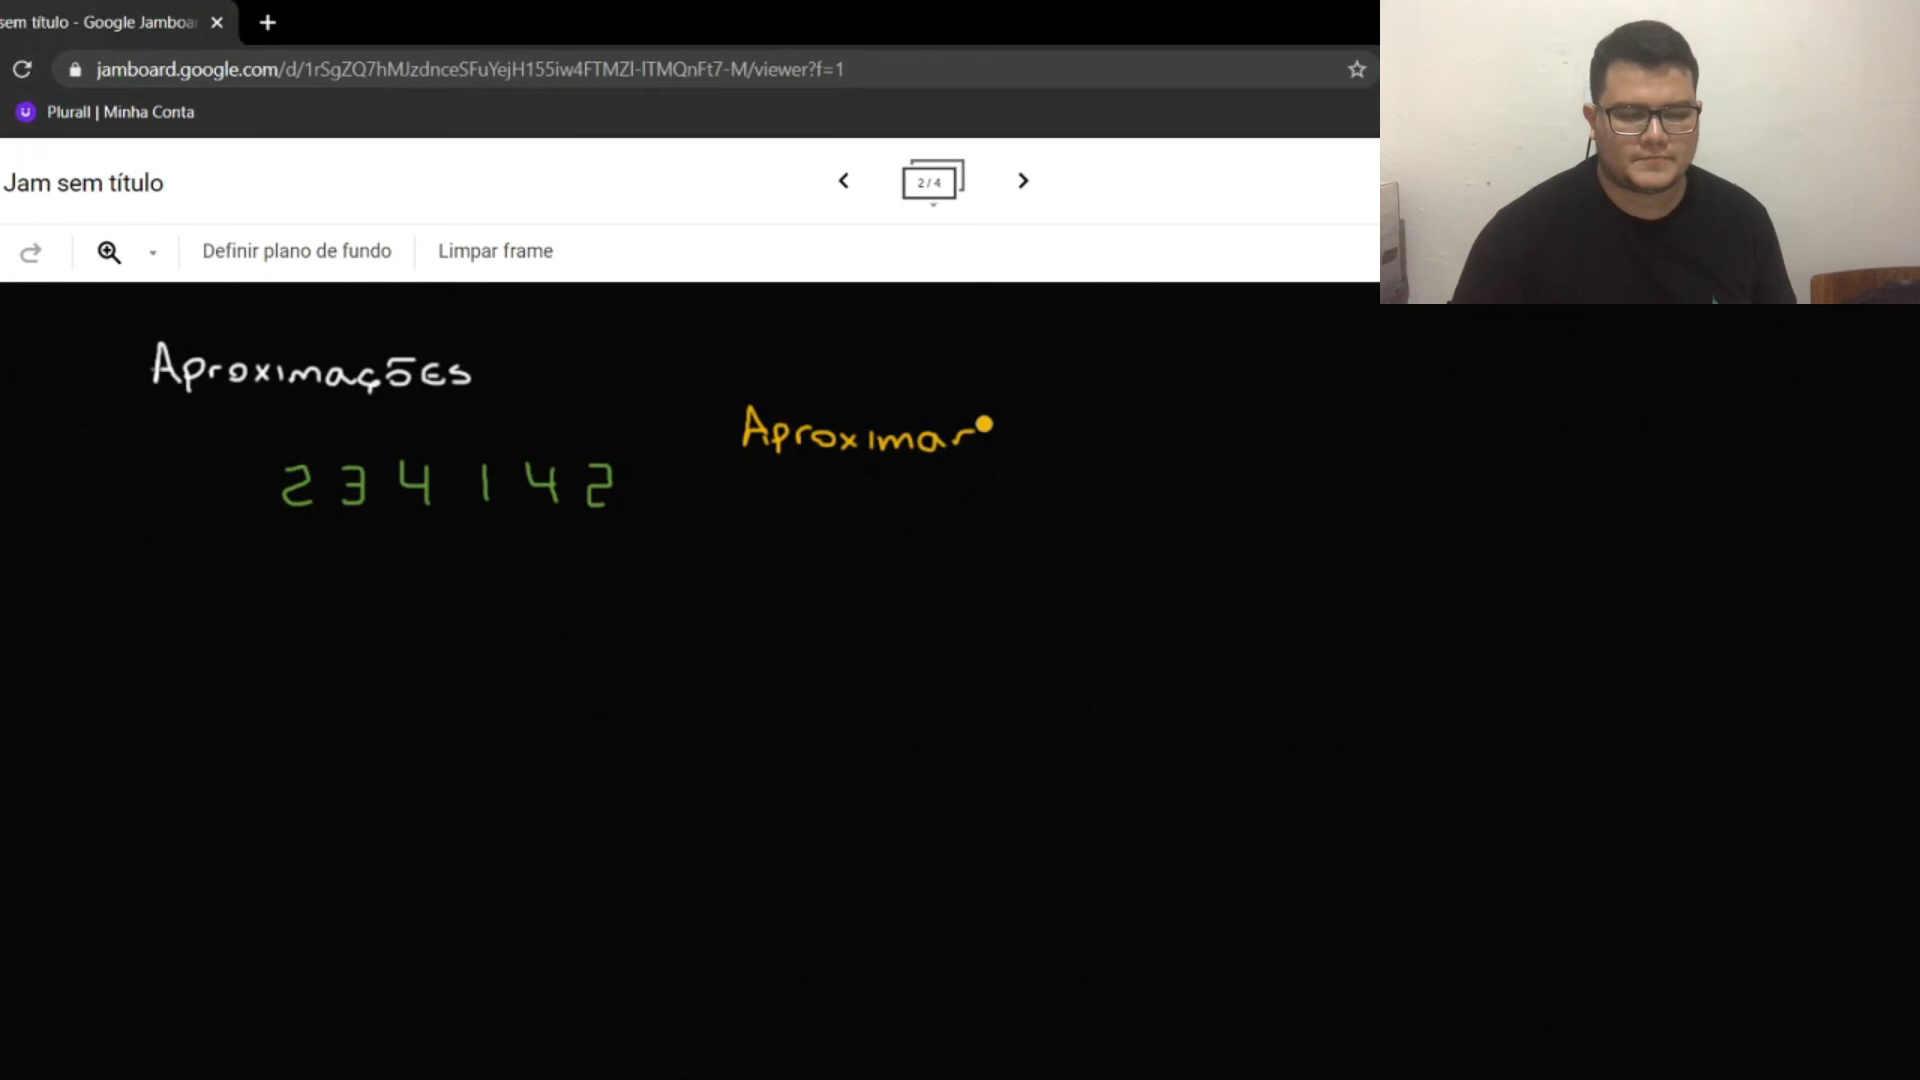 sem título - Google Jamboa
jamboard.google.com/d/1rSgZQ7hMJzdnceSFuYejH155iw4FTMZl-lTMQnFt7-M/viewer?f=1
Plurall | Minha Conta
Jam sem título
2 / 4
Definir plano de fundo
Limpar frame
Aproximações
Aproximar
2 3 4 1 4 2